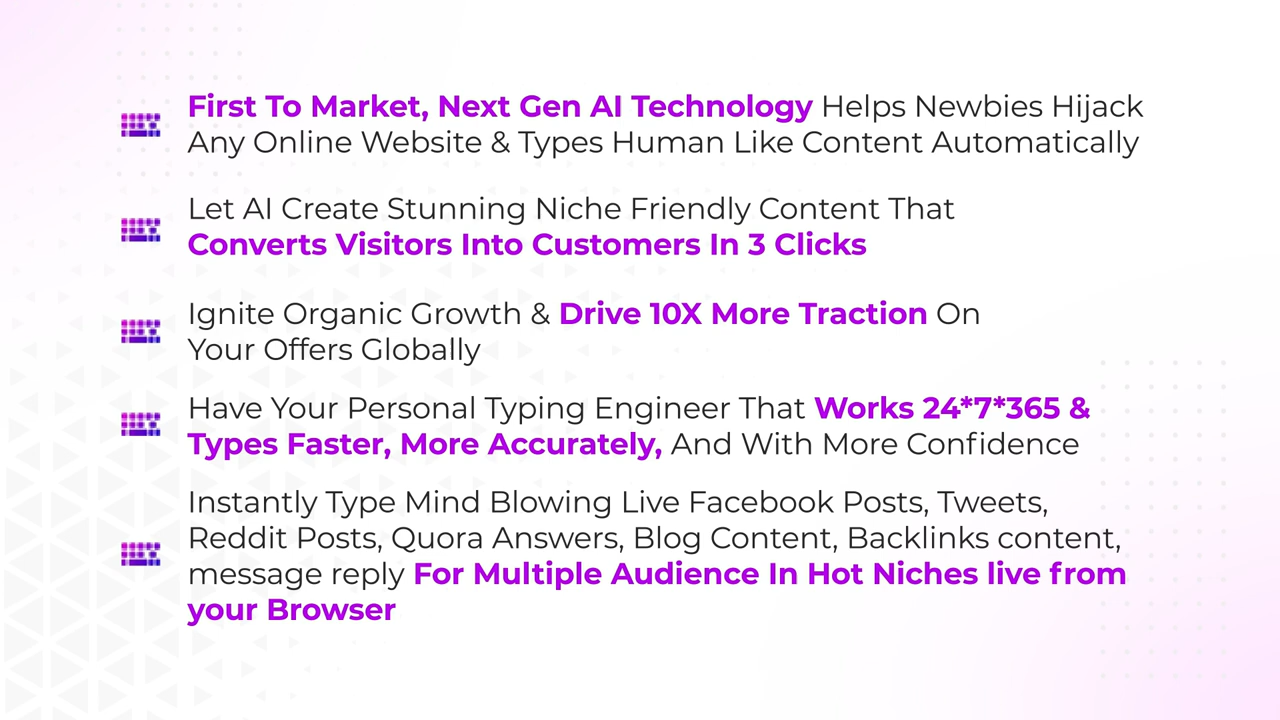 First To Market, Next Gen AI Technology Helps Newbies Hijack
Any Online Website & Types Human Like Content Automatically
Let AI Create Stunning Niche Friendly Content That
Converts Visitors Into Customers In 3 Clicks
Ignite Organic Growth & Drive 10X More Traction On
Your Offers Globally
Have Your Personal Typing Engineer That Works 24*7*365 &
Types Faster, More Accurately, And With More Confidence
Instantly Type Mind Blowing Live Facebook Posts, Tweets,
Reddit Posts, Quora Answers, Blog Content, Backlinks content,
message reply For Multiple Audience In Hot Niches live from
your Browser